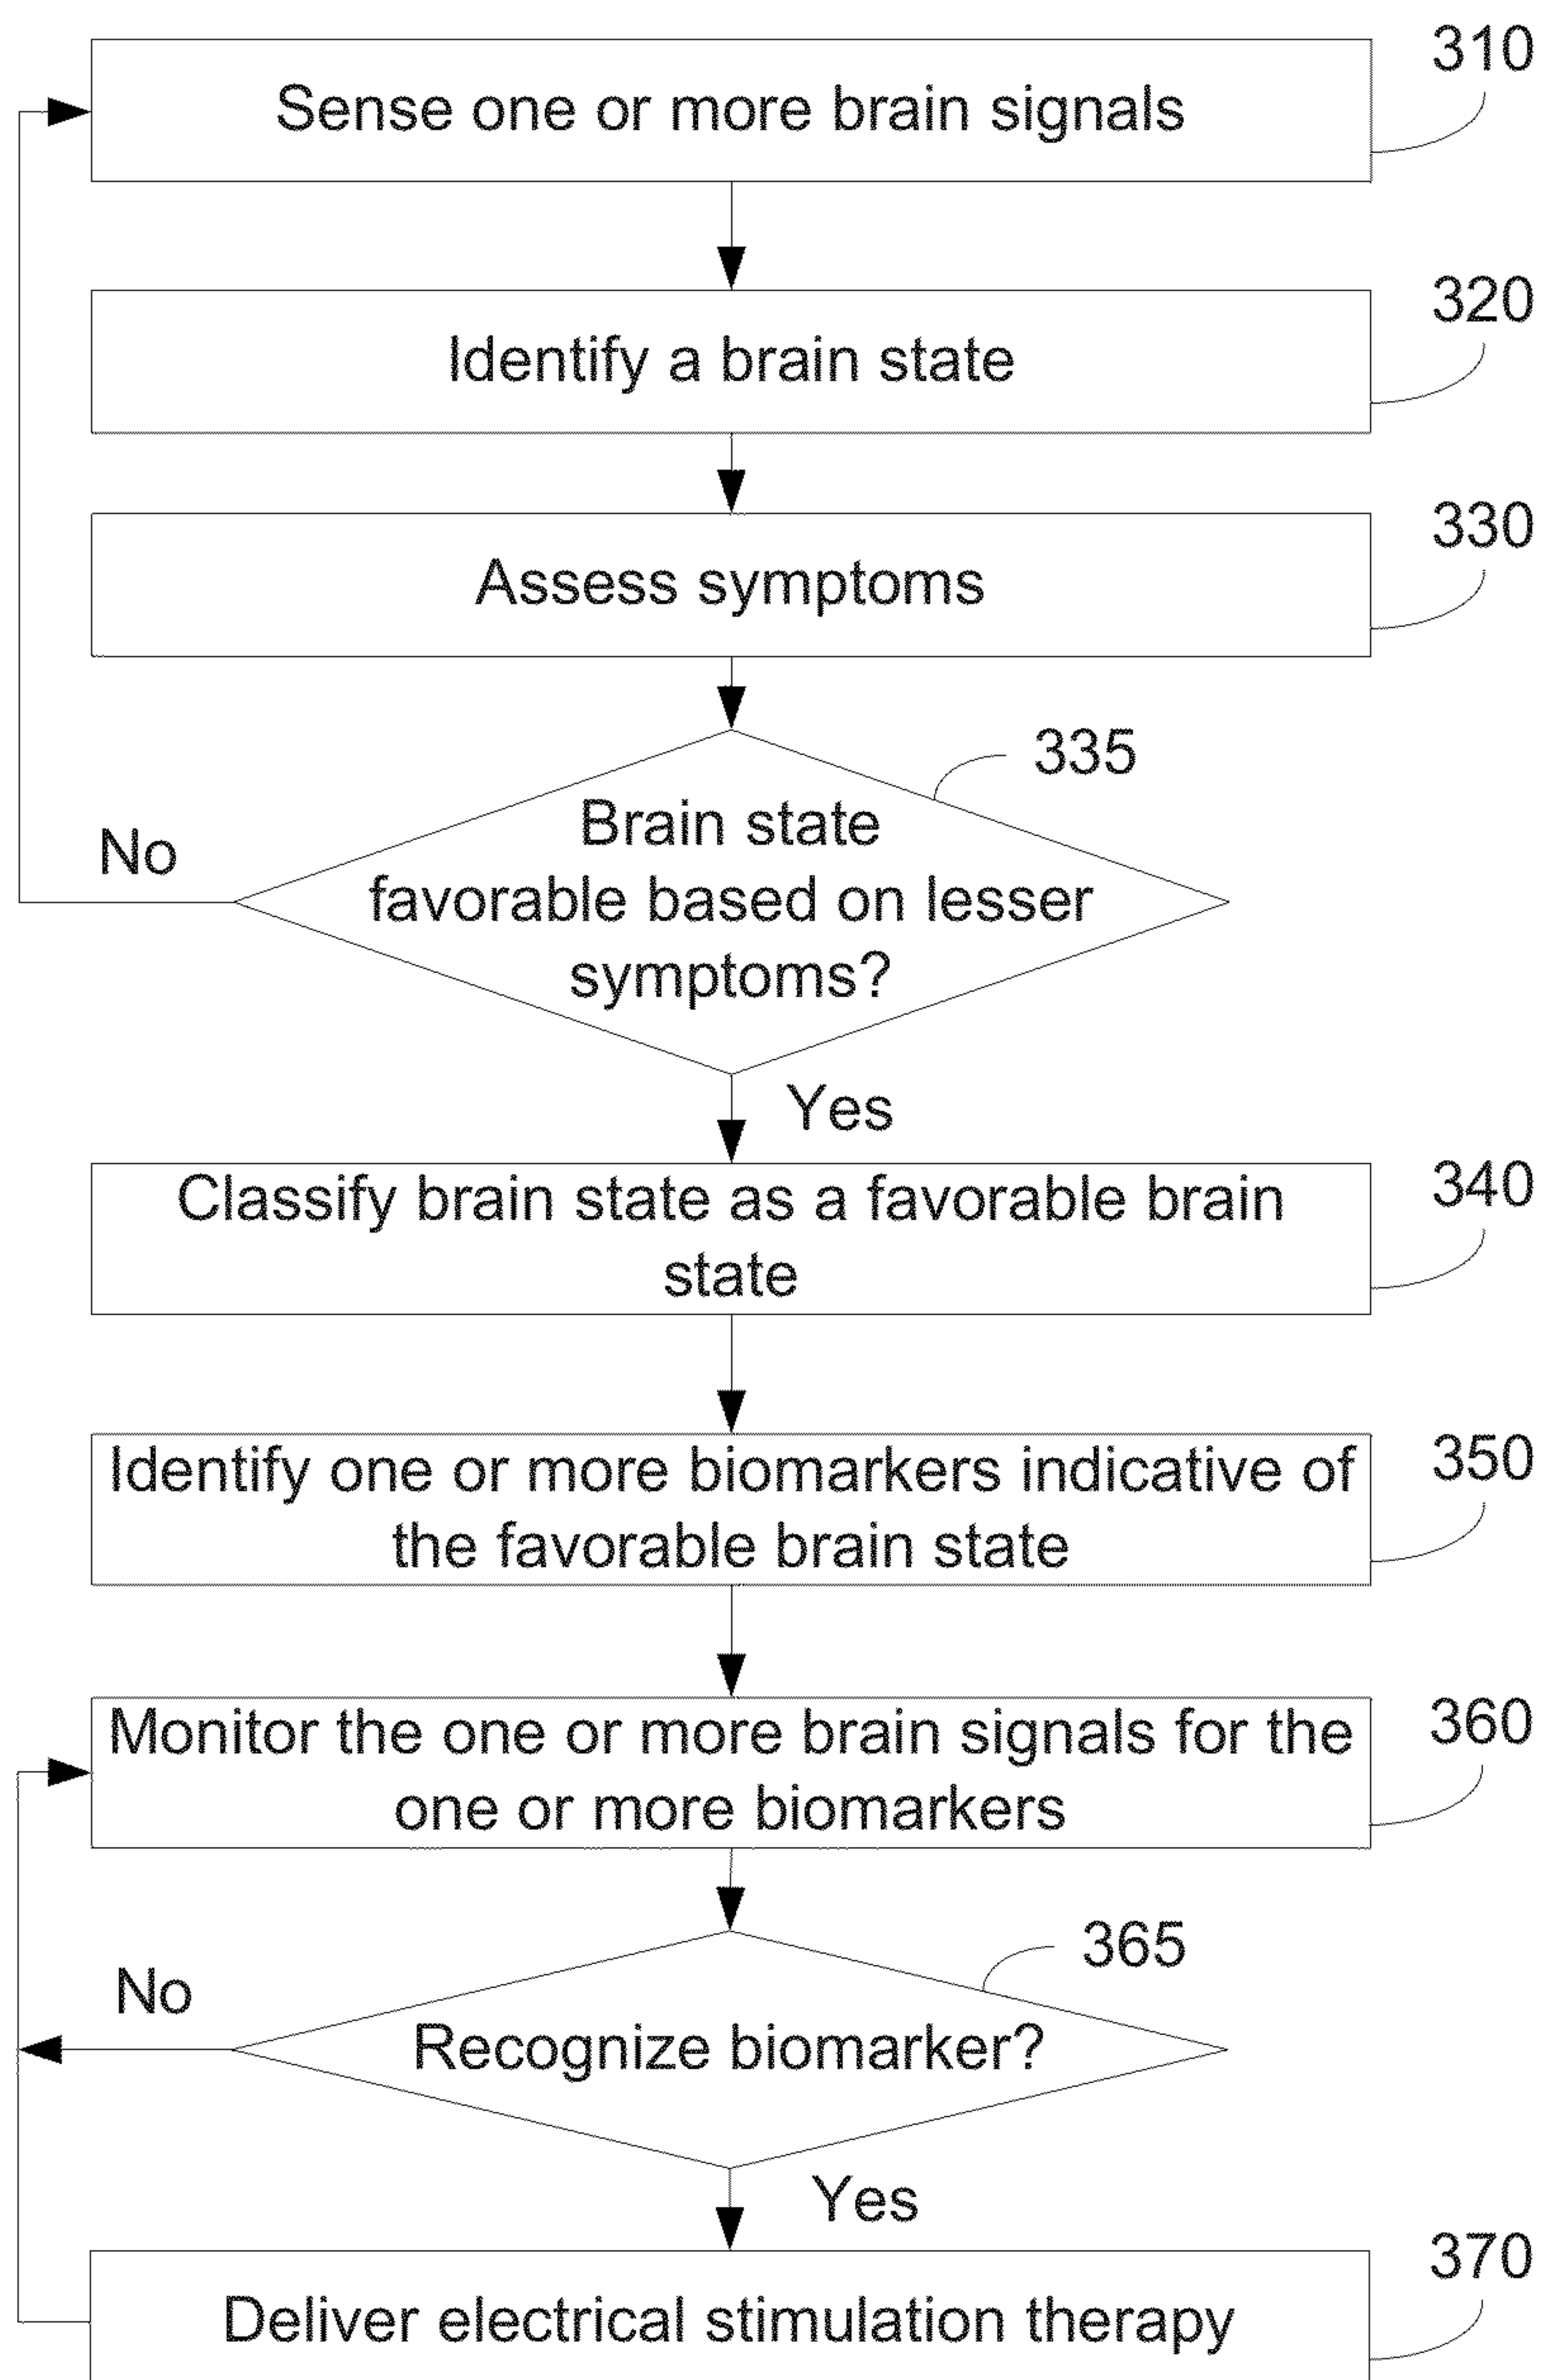 310
Sense one or more brain signals
320
Identify a brain state
330
Assess symptoms
335
Brain state
favorable based on lesser
symptoms?
No
Yes
340
Classify brain state as a favorable brain
state
350
Identify one or more biomarkers indicative of
the favorable brain state
360
Monitor the one or more brain signals for the
one or more biomarkers
365
No
Recognize biomarker?
Yes
370
Deliver electrical stimulation therapy